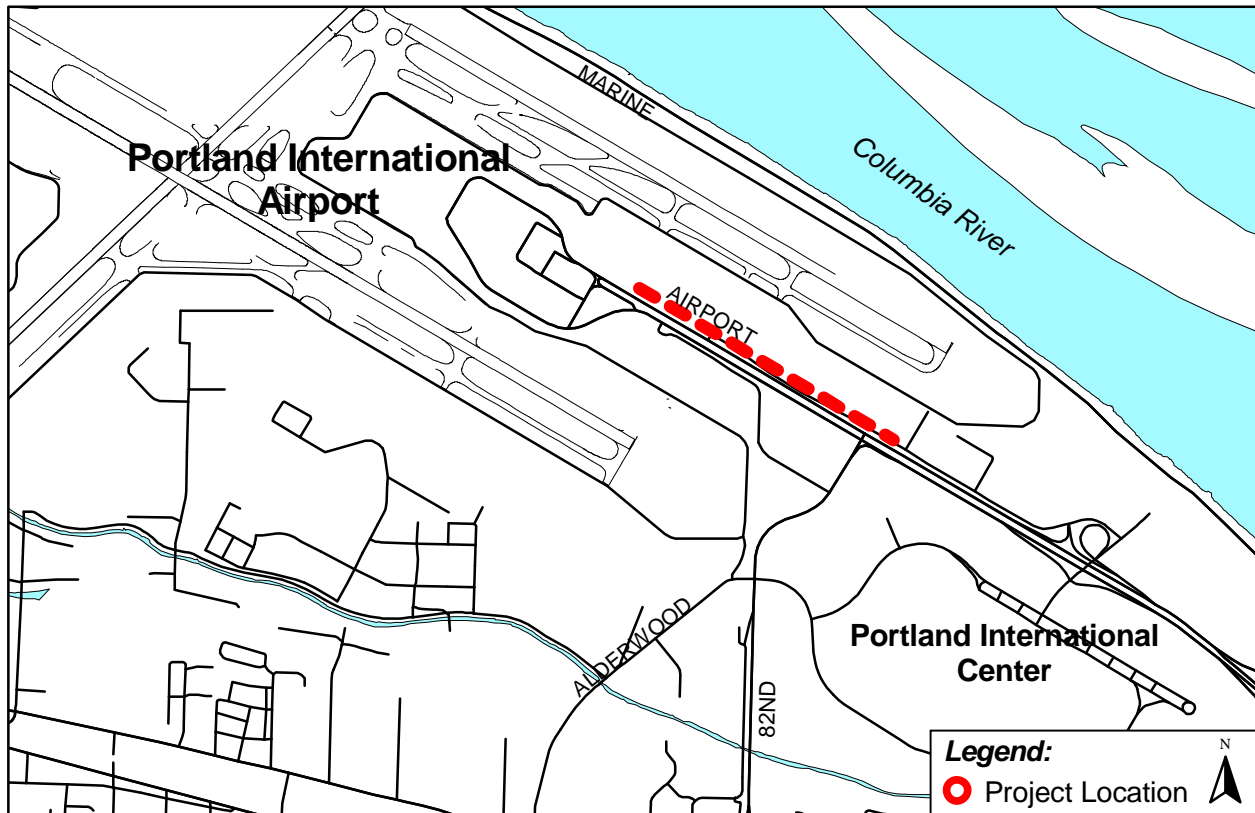 MARINE
Portland International
Airport
Columbia River
AIRPORT
ALDERWOOD
82ND
Portland International
Center
Legend:
N
Project Location